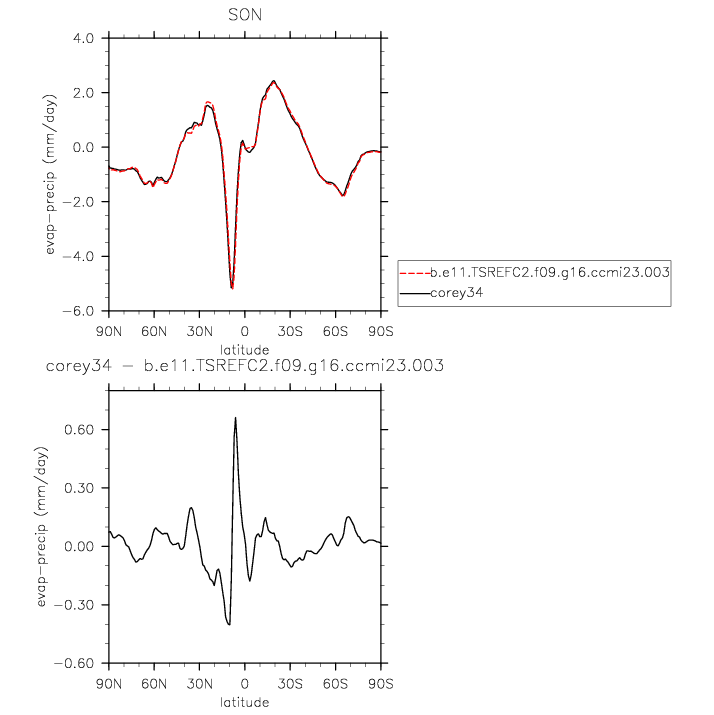 SON
4.0
2.0
0.0
-2.0
-4.0
-6.0
evap-precip (mm/day)
90N 60N 30N 0 30S 60S 90S
latitude
b.e11.TSREFC2.f09.g16.ccmi23.003
corey34
corey34 - b.e11.TSREFC2.f09.g16.ccmi23.003
0.60
0.30
0.00
-0.30
-0.60
evap-precip (mm/day)
90N 60N 30N 0 30S 60S 90S
latitude